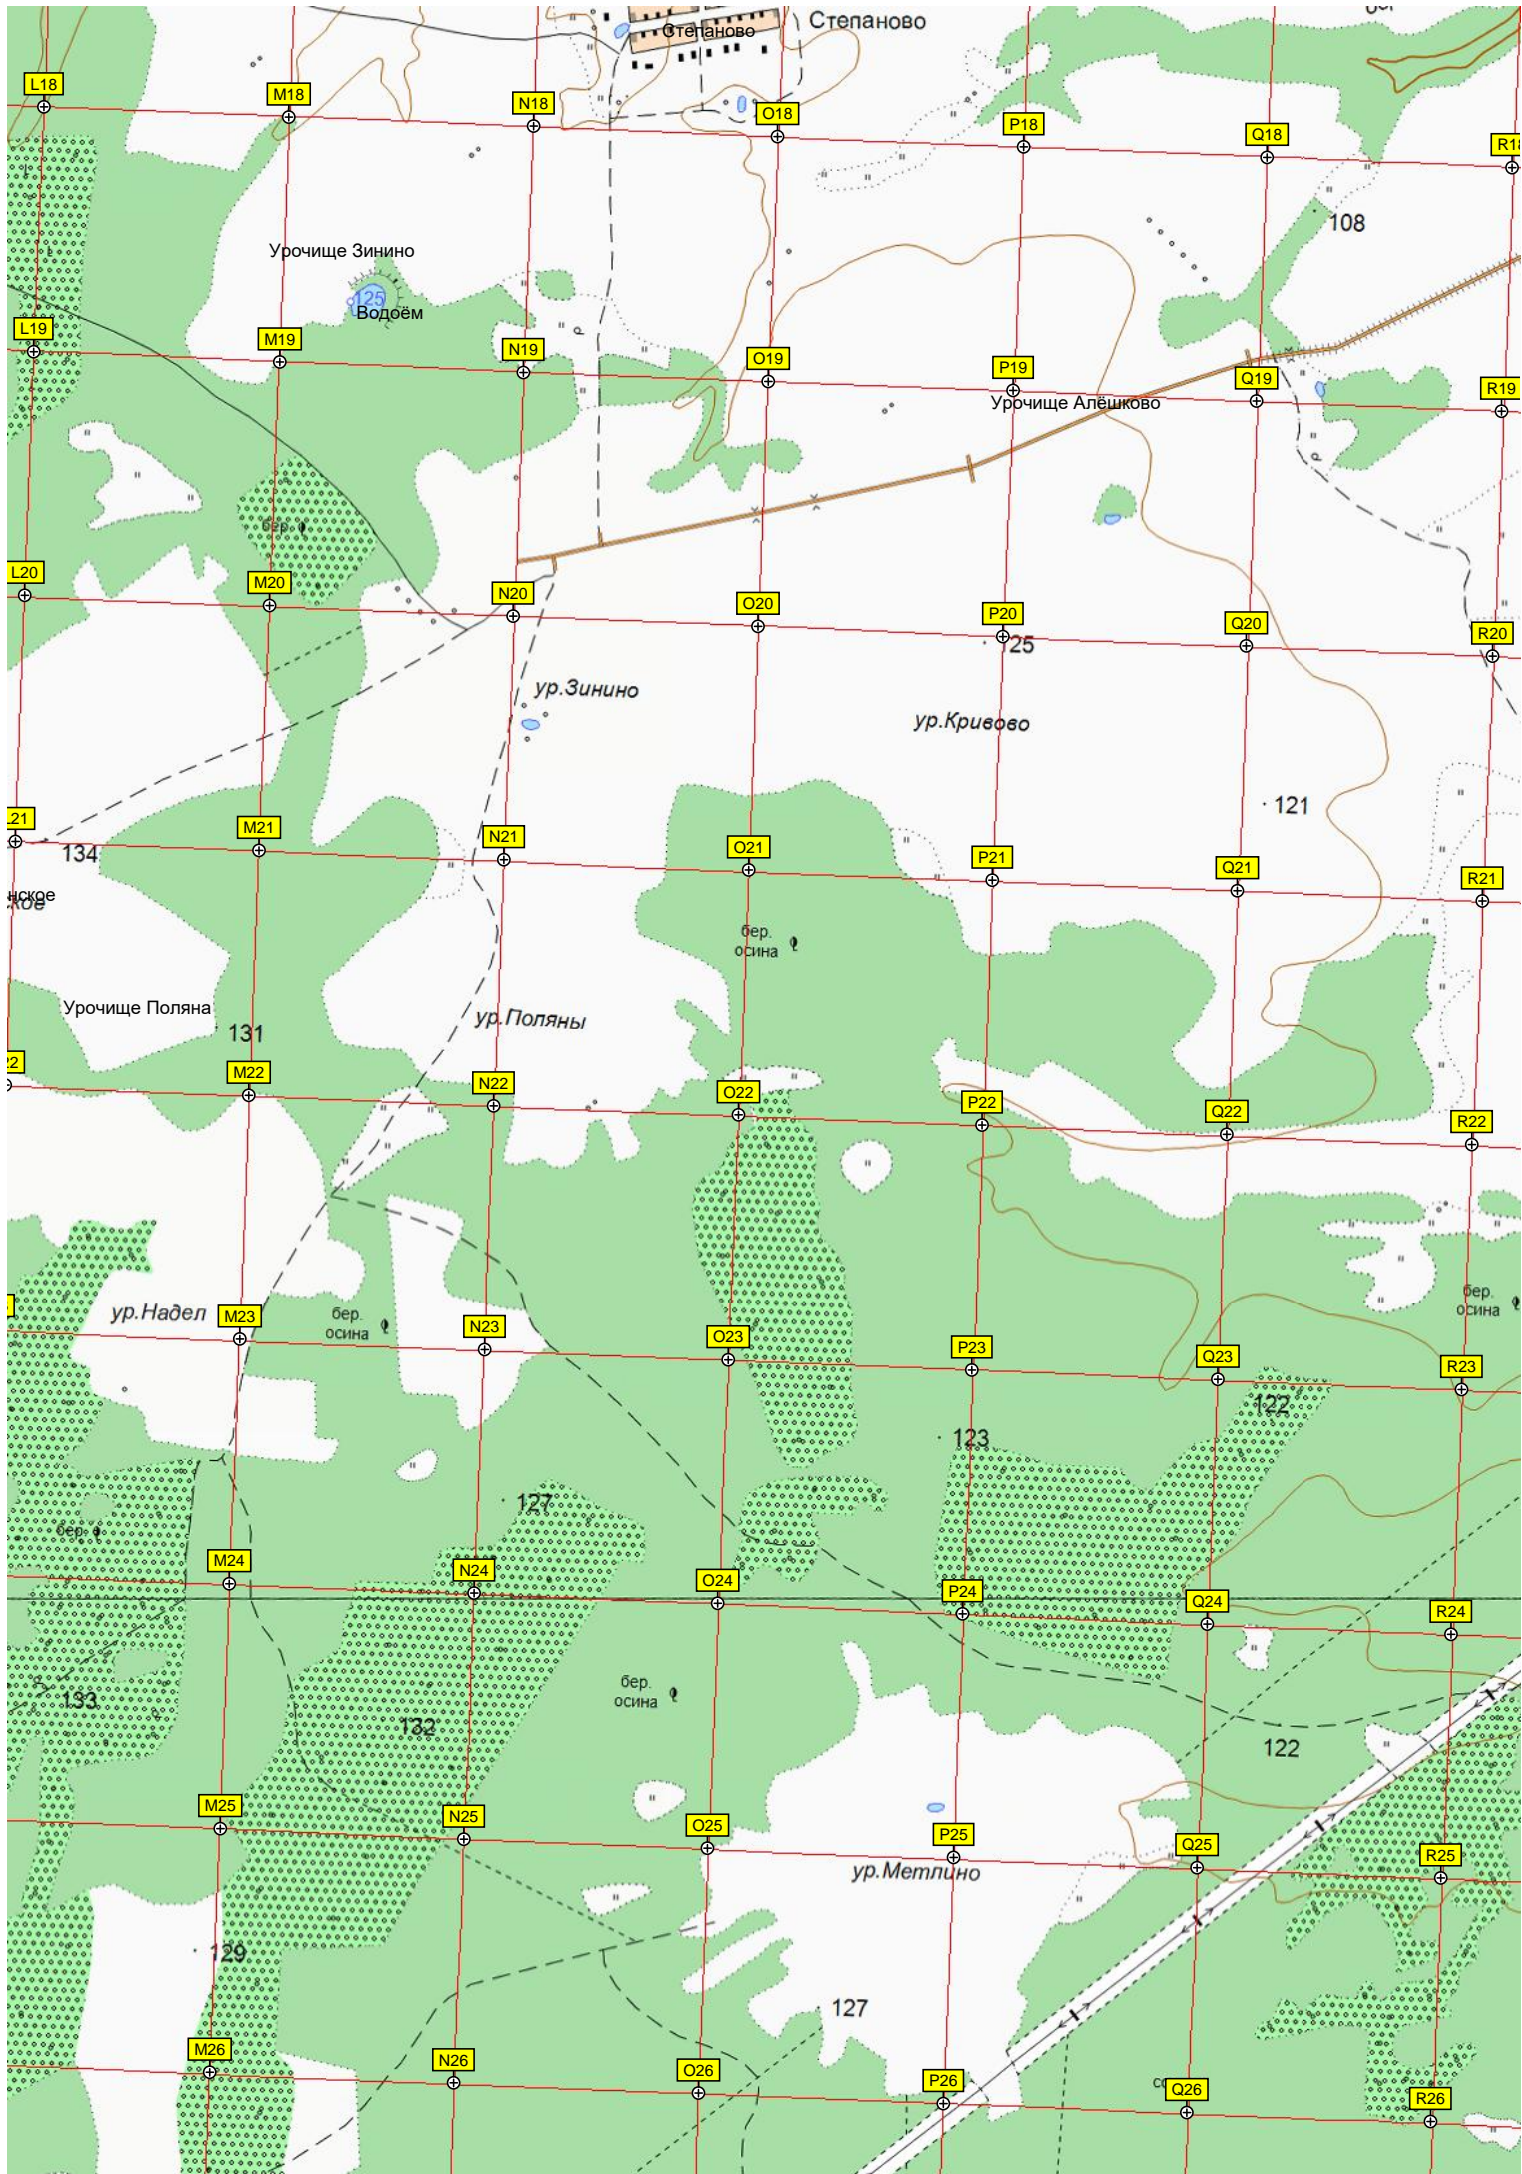 Степаново
Степаново
L18
M18
N18
O18
P18
Q18
108
Урочище Зинино
125
Водоём
L19
M19
N19
O19
P19
Q19
R19
Урочище Алёшково
бер.
L20
M20
N20
O20
P20
Q20
R20
ур.Зинино
ур.Кривово
121
M21
N21
O21
P21
Q21
R21
134
бер.
осина
Урочище Поляна
131
ур.Поляны
M22
N22
O22
P22
Q22
R22
ур.Надел
M23
бер.
осина
N23
O23
P23
Q23
R23
бер.
осина
122
123
127
бер.
M24
N24
O24
P24
Q24
R24
133
132
бер.
осина
122
M25
N25
O25
P25
Q25
R25
ур.Метлино
129
127
M26
N26
O26
P26
Q26
R26